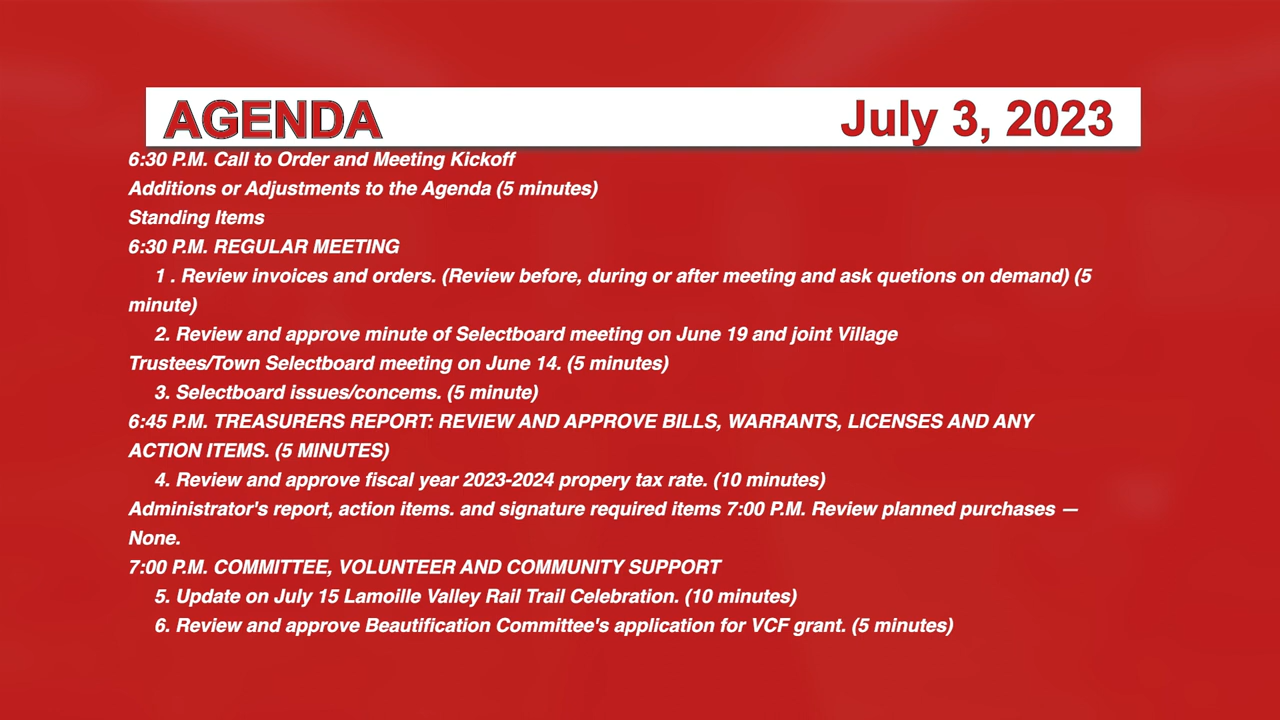 AGENDA July 3, 2023
6:30 P.M. Call to Order and Meeting Kickoff
Additions or Adjustments to the Agenda (5 minutes)
Standing Items
6:30 P.M. REGULAR MEETING
1 . Review invoices and orders. (Review before, during or after meeting and ask quetions on demand) (5
minute)
2. Review and approve minute of Selectboard meeting on June 19 and joint Village
Trustees/Town Selectboard meeting on June 14. (5 minutes)
3. Selectboard issues/concems. (5 minute)
6:45 P.M. TREASURERS REPORT: REVIEW AND APPROVE BILLS, WARRANTS, LICENSES AND ANY
ACTION ITEMS. (5 MINUTES)
4. Review and approve fiscal year 2023-2024 propery tax rate. (10 minutes)
Administrator's report, action items. and signature required items 7:00 P.M. Review planned purchases —
None.
7:00 P.M. COMMITTEE, VOLUNTEER AND COMMUNITY SUPPORT
5. Update on July 15 Lamoille Valley Rail Trail Celebration. (10 minutes)
6. Review and approve Beautification Committee's application for VCF grant. (5 minutes)